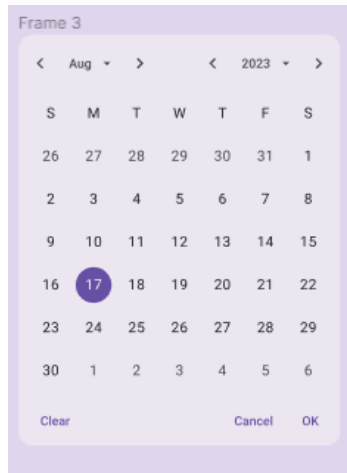 Frame 3
Aug 2023
S M T W T F S
26 27 28 29 30 31 1
2 3 4 5 6 7 8
9 10 11 12 13 14 15
16 17 18 19 20 21 22
23 24 25 26 27 28 29
30 1 2 3 4 5 6
Clear Cancel OK